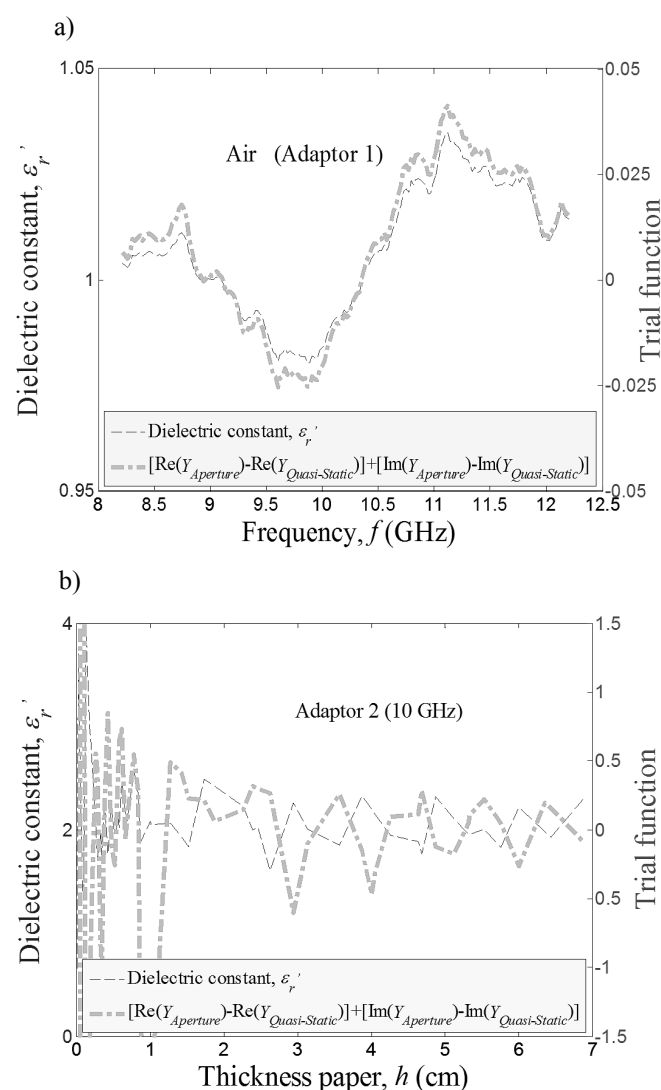 a)
1.05
0.05
Air (Adaptor 1)
0.025
1
0
-0.025
Dielectric constant, εr'
Trial function
Dielectric constant, εr'
[Re(YAperture)-Re(YQuasi-Static)]+[Im(YAperture)-Im(YQuasi-Static)]
0.95
-0.05
8 8.5 9 9.5 10 10.5 11 11.5 12 12.5
Frequency, f (GHz)
b)
4
1.5
Adaptor 2 (10 GHz)
1
0.5
2
0
0.5
-1
Dielectric constant, εr'
Trial function
Dielectric constant, εr'
[Re(YAperture)-Re(YQuasi-Static)]+[Im(YAperture)-Im(YQuasi-Static)]
0
-1.5
0 1 2 3 4 5 6 7
Thickness paper, h (cm)